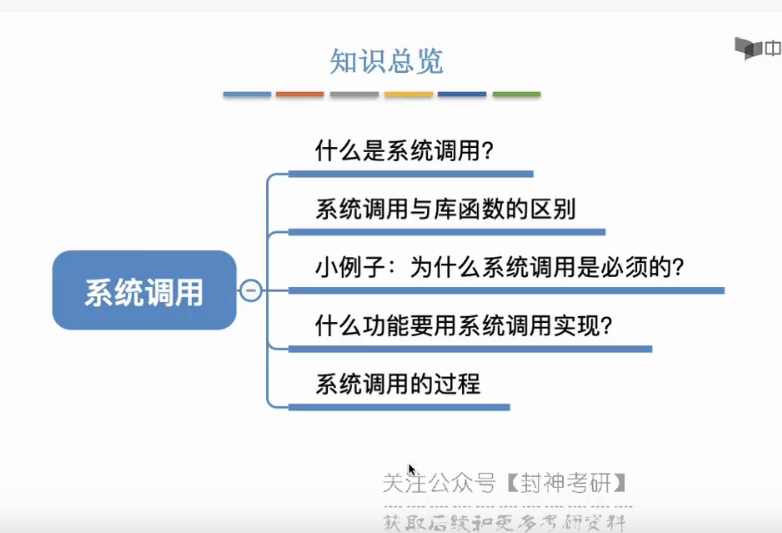 知识总览
中
什么是系统调用？
系统调用与库函数的区别
系统调用
小例子：为什么系统调用是必须的？
什么功能要用系统调用实现？
系统调用的过程
关注公众号【封神考研】
获取后续和更多考研资料